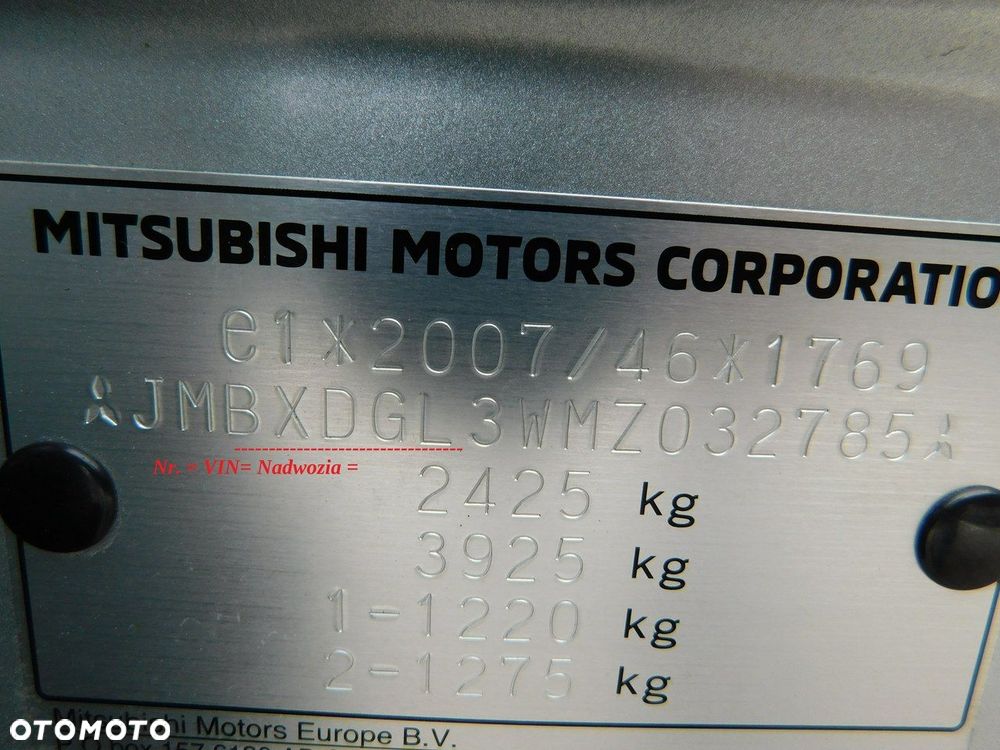 MITSUBISHI MOTORS CORPORATIO
e1*2007/46*1769
JMBXDGL3WMZ032785
Nr. = VIN= Nadwozia =
2425 kg
3925 kg
1-1220 kg
2-1275 kg
Mitsubishi Motors Europe B.V.
OTOMOTO